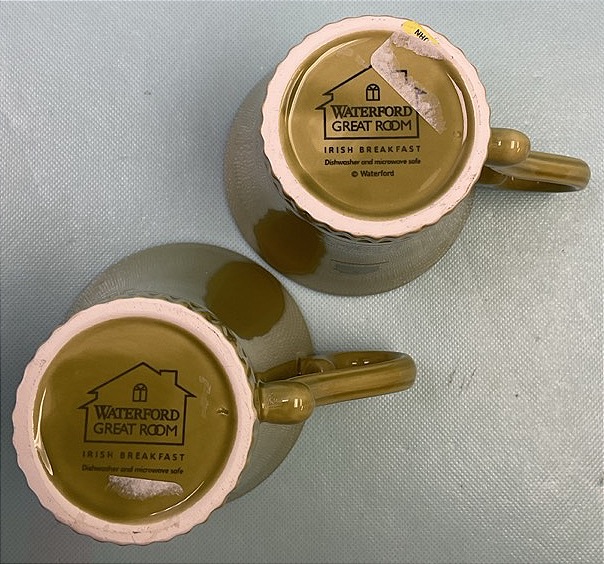 NHC
WATERFORD
GREAT ROOM
IRISH BREAKFAST
Dishwasher and microwave safe
© Waterford
WATERFORD
GREAT ROOM
IRISH BREAKFAST
Dishwasher and microwave safe